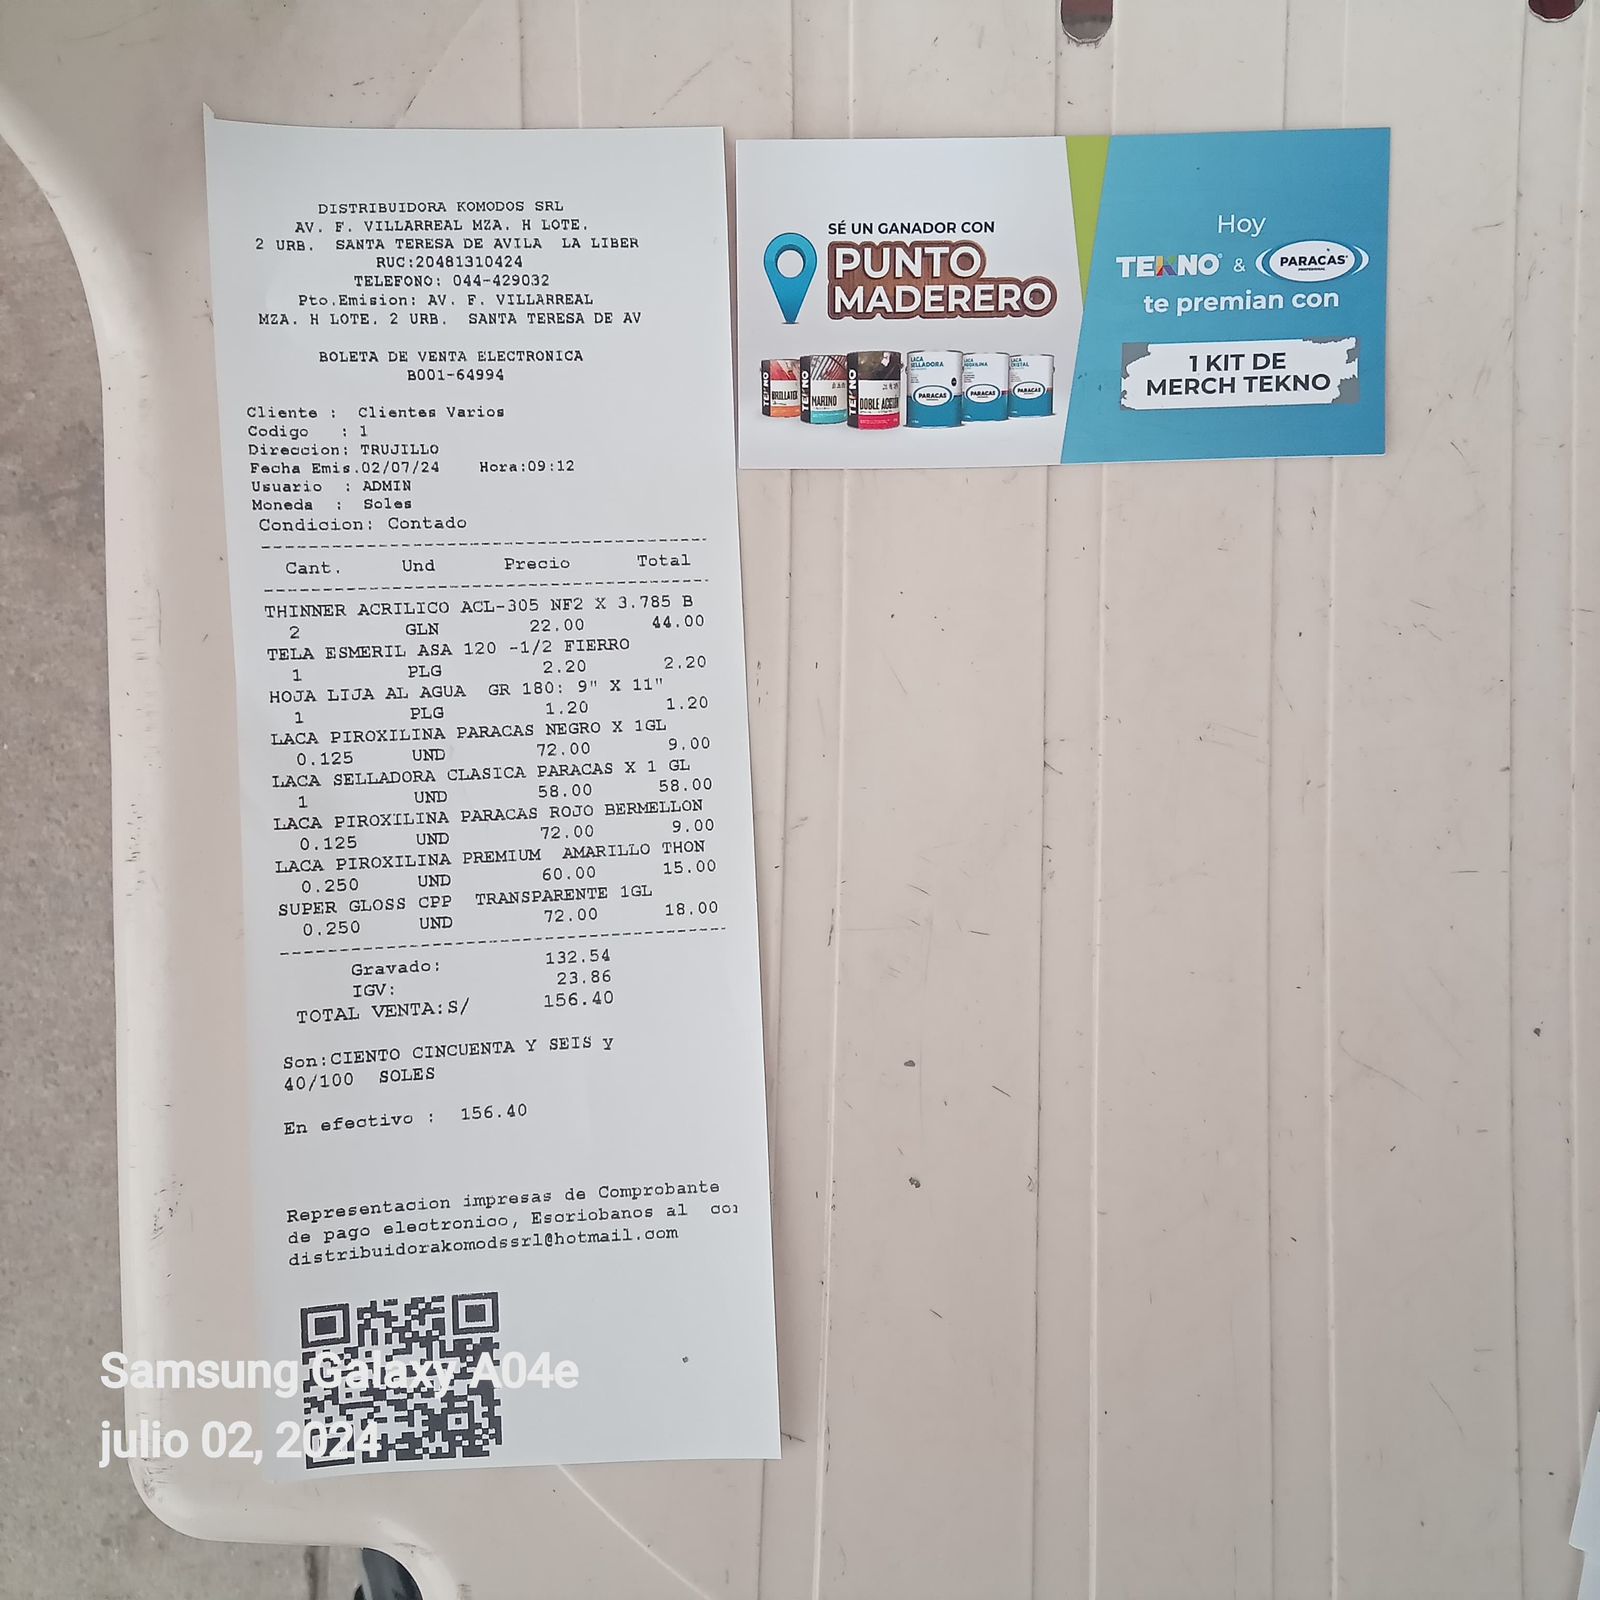 DISTRIBUIDORA KOMODOS SRL
AV. F. VILLARREAL MZA. H LOTE.
2 URB. SANTA TERESA DE AVILA LA LIBER
RUC:20481310424
TELEFONO: 044-429032
Pto.Emision: AV. F. VILLARREAL
MZA. H LOTE. 2 URB. SANTA TERESA DE AV
BOLETA DE VENTA ELECTRONICA
B001-64994
Cliente : Clientes Varios
Codigo : 1
Direccion: TRUJILLO
Fecha Emis.02/07/24 Hora:09:12
Usuario : ADMIN
Moneda : Soles
Condicion: Contado
Cant. Und Precio Total
THINNER ACRILICO ACL-305 NF2 X 3.785 B
2 GLN 22.00 44.00
TELA ESMERIL ASA 120 -1/2 FIERRO
1 PLG 2.20 2.20
HOJA LIJA AL AGUA GR 180: 9" X 11"
1 PLG 1.20 1.20
LACA PIROXILINA PARACAS NEGRO X 1GL
0.125 UND 72.00 9.00
LACA SELLADORA CLASICA PARACAS X 1 GL
1 UND 58.00 58.00
LACA PIROXILINA PARACAS ROJO BERMELLON
0.125 UND 72.00 9.00
LACA PIROXILINA PREMIUM AMARILLO THON
0.250 UND 60.00 15.00
SUPER GLOSS CPP TRANSPARENTE 1GL
0.250 UND 72.00 18.00
Gravado: 132.54
IGV: 23.86
TOTAL VENTA:S/ 156.40
Son:CIENTO CINCUENTA Y SEIS y
40/100 SOLES
En efectivo : 156.40
Representacion impresas de Comprobante
de pago electronico, Escriobanos al cor
distribuidorakomodssrl@hotmail.com
SÉ UN GANADOR CON
PUNTO
MADERERO
TEKNO
BRILLATEX
TEKNO
MARINO
TEKNO
DOBLE ACCIÓN
LACA
SELLADORA
PARACAS
LACA
PIROXILINA
PARACAS
LACA
CRISTAL
PARACAS
Hoy
TEKNO & PARACAS
PROFESIONAL
te premian con
1 KIT DE
MERCH TEKNO
Samsung Galaxy A04e
julio 02, 2024